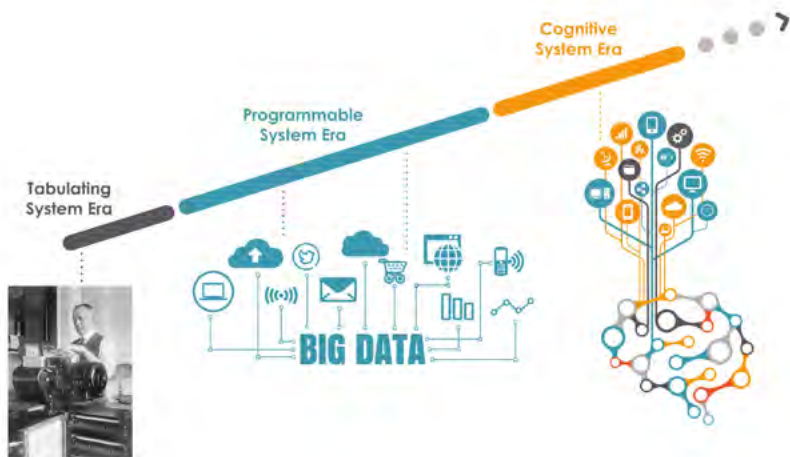 Cognitive
System Era
Programmable
System Era
Tabulating
System Era
BIG DATA